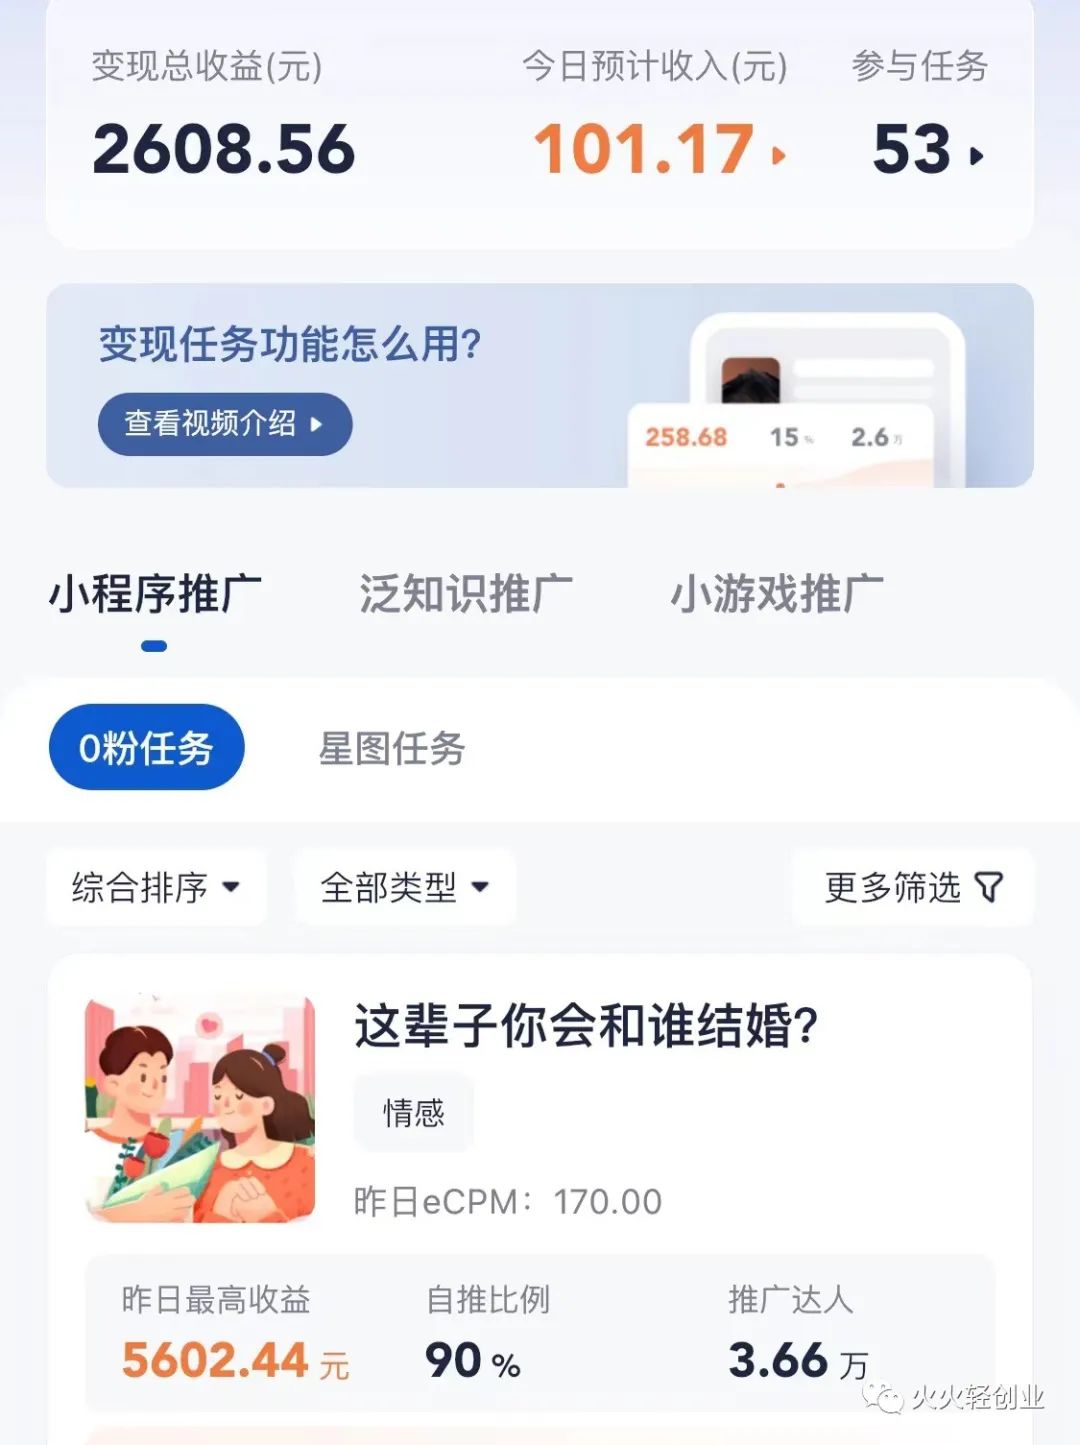 变现总收益(元) 今日预计收入(元) 参与任务
2608.56 101.17 53
变现任务功能怎么用?
查看视频介绍
258.68 15 % 2.6 万
小程序推广 泛知识推广 小游戏推广
0粉任务 星图任务
综合排序 全部类型 更多筛选
这辈子你会和谁结婚?
情感
昨日eCPM: 170.00
昨日最高收益 自推比例 推广达人
5602.44 元 90 % 3.66 万
火火轻创业